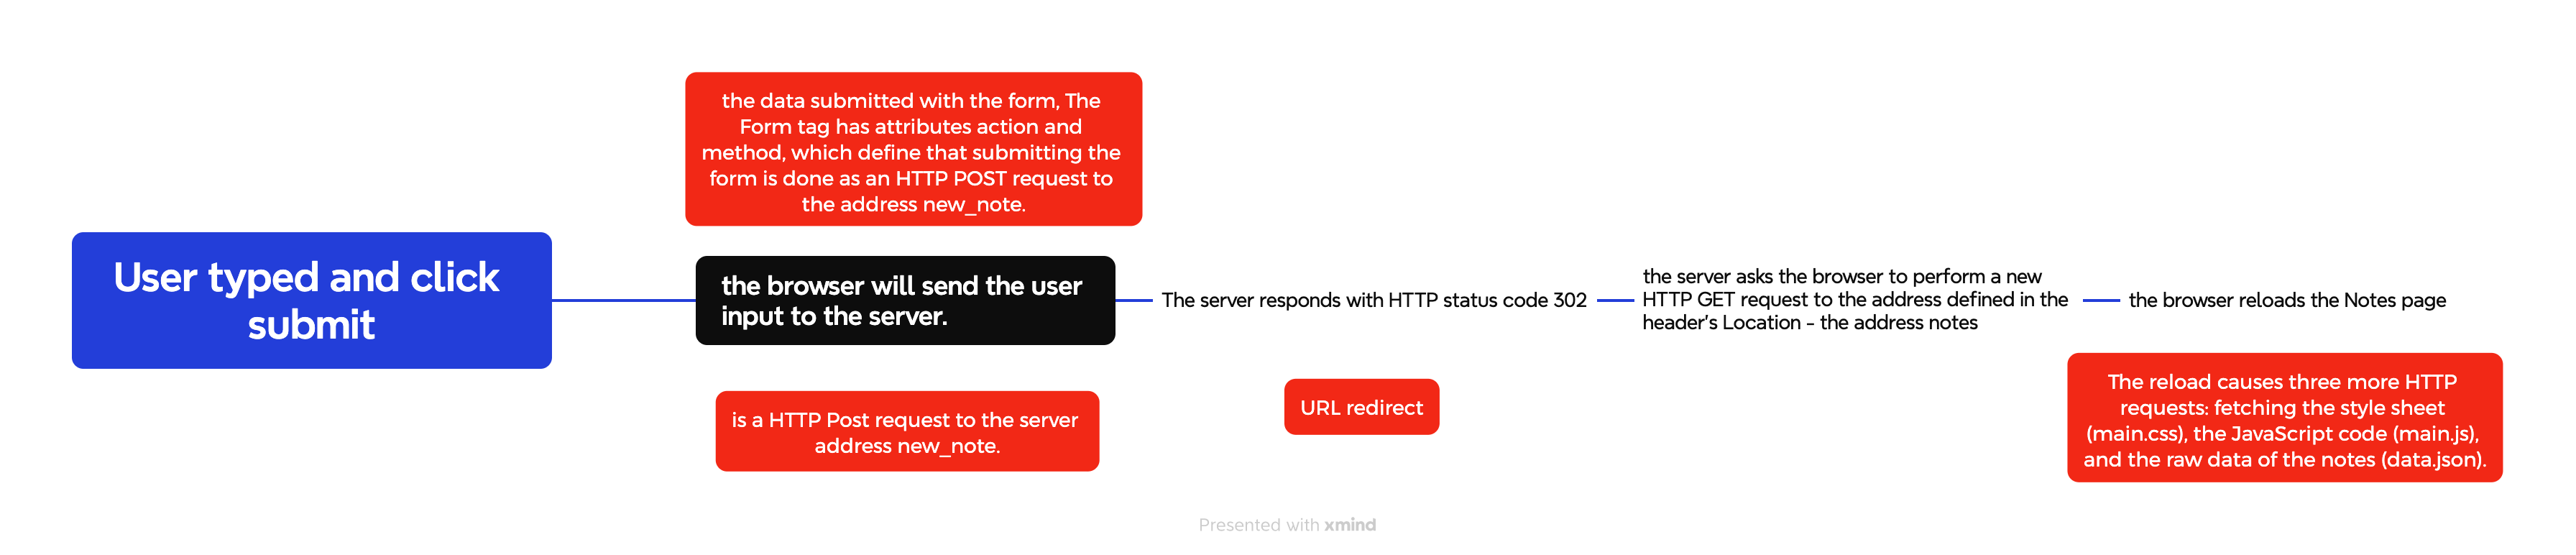 the data submitted with the form, The
Form tag has attributes action and
method, which define that submitting the
form is done as an HTTP POST request to
the address new_note.
User typed and click
submit
the browser will send the user
input to the server.
The server responds with HTTP status code 302
the server asks the browser to perform a new
HTTP GET request to the address defined in the
header's Location - the address notes
the browser reloads the Notes page
is a HTTP Post request to the server
address new_note.
URL redirect
The reload causes three more HTTP
requests: fetching the style sheet
(main.css), the JavaScript code (main.js),
and the raw data of the notes (data.json).
Presented with xmind